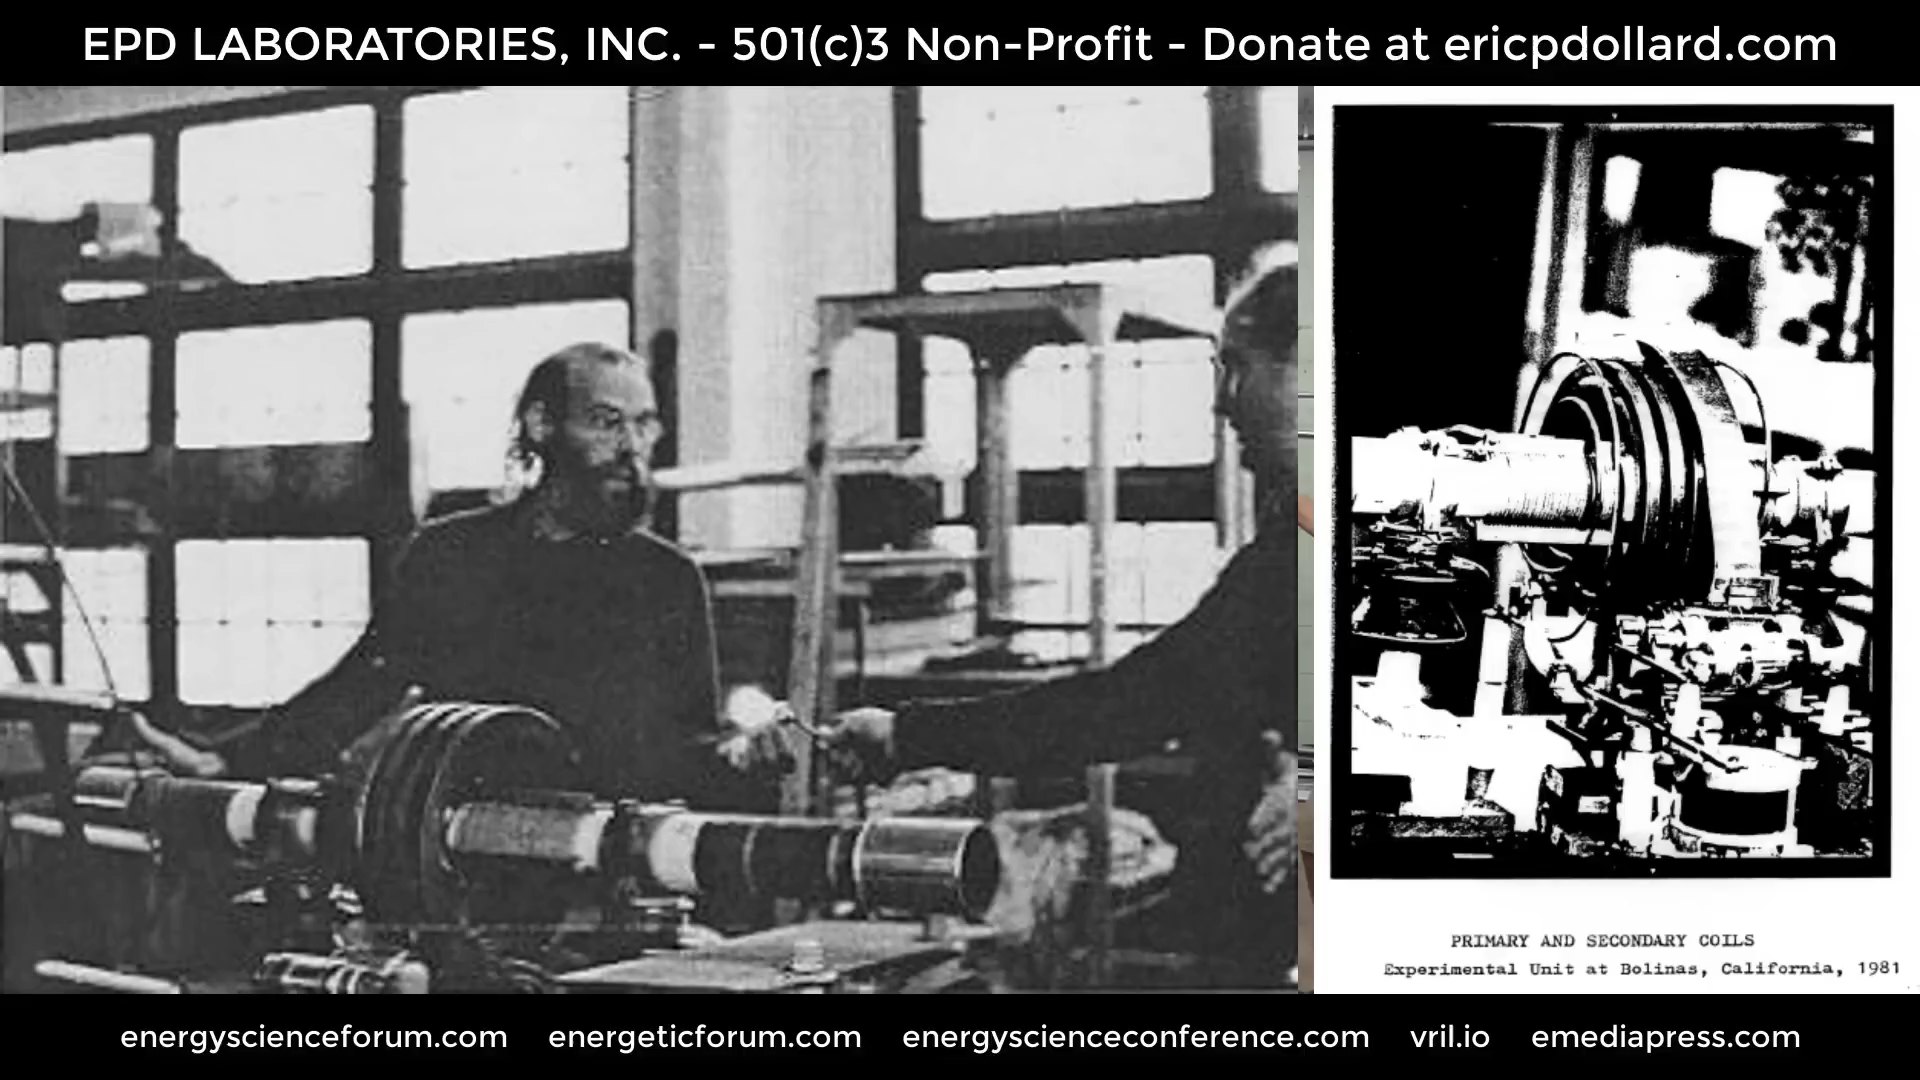 EPD LABORATORIES, INC. - 501(c)3 Non-Profit - Donate at ericpdollard.com
PRIMARY AND SECONDARY COILS
Experimental Unit at Bolinas, California, 1981
energyscienceforum.com energeticforum.com energyscienceconference.com vril.io emediapress.com